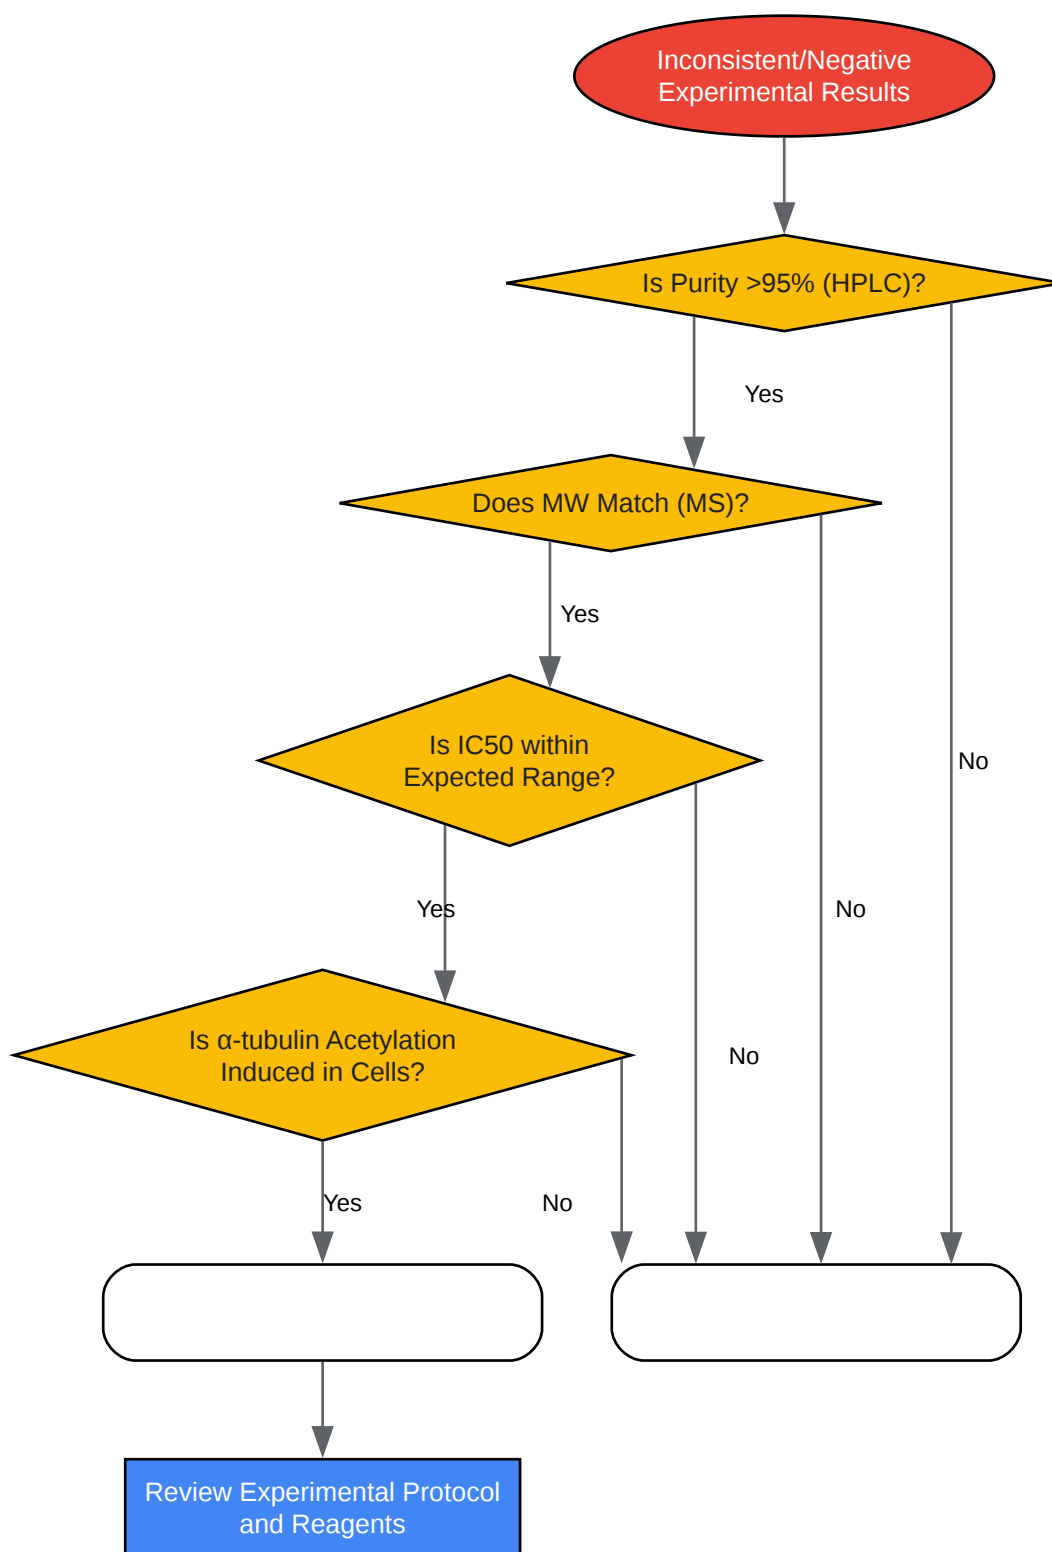 Inconsistent/Negative
Experimental Results
Is Purity >95% (HPLC)?
Yes
Does MW Match (MS)?
Yes
Is IC50 within
Expected Range?
No
Yes
No
Is α-tubulin Acetylation
Induced in Cells?
No
Yes
No
Review Experimental Protocol
and Reagents